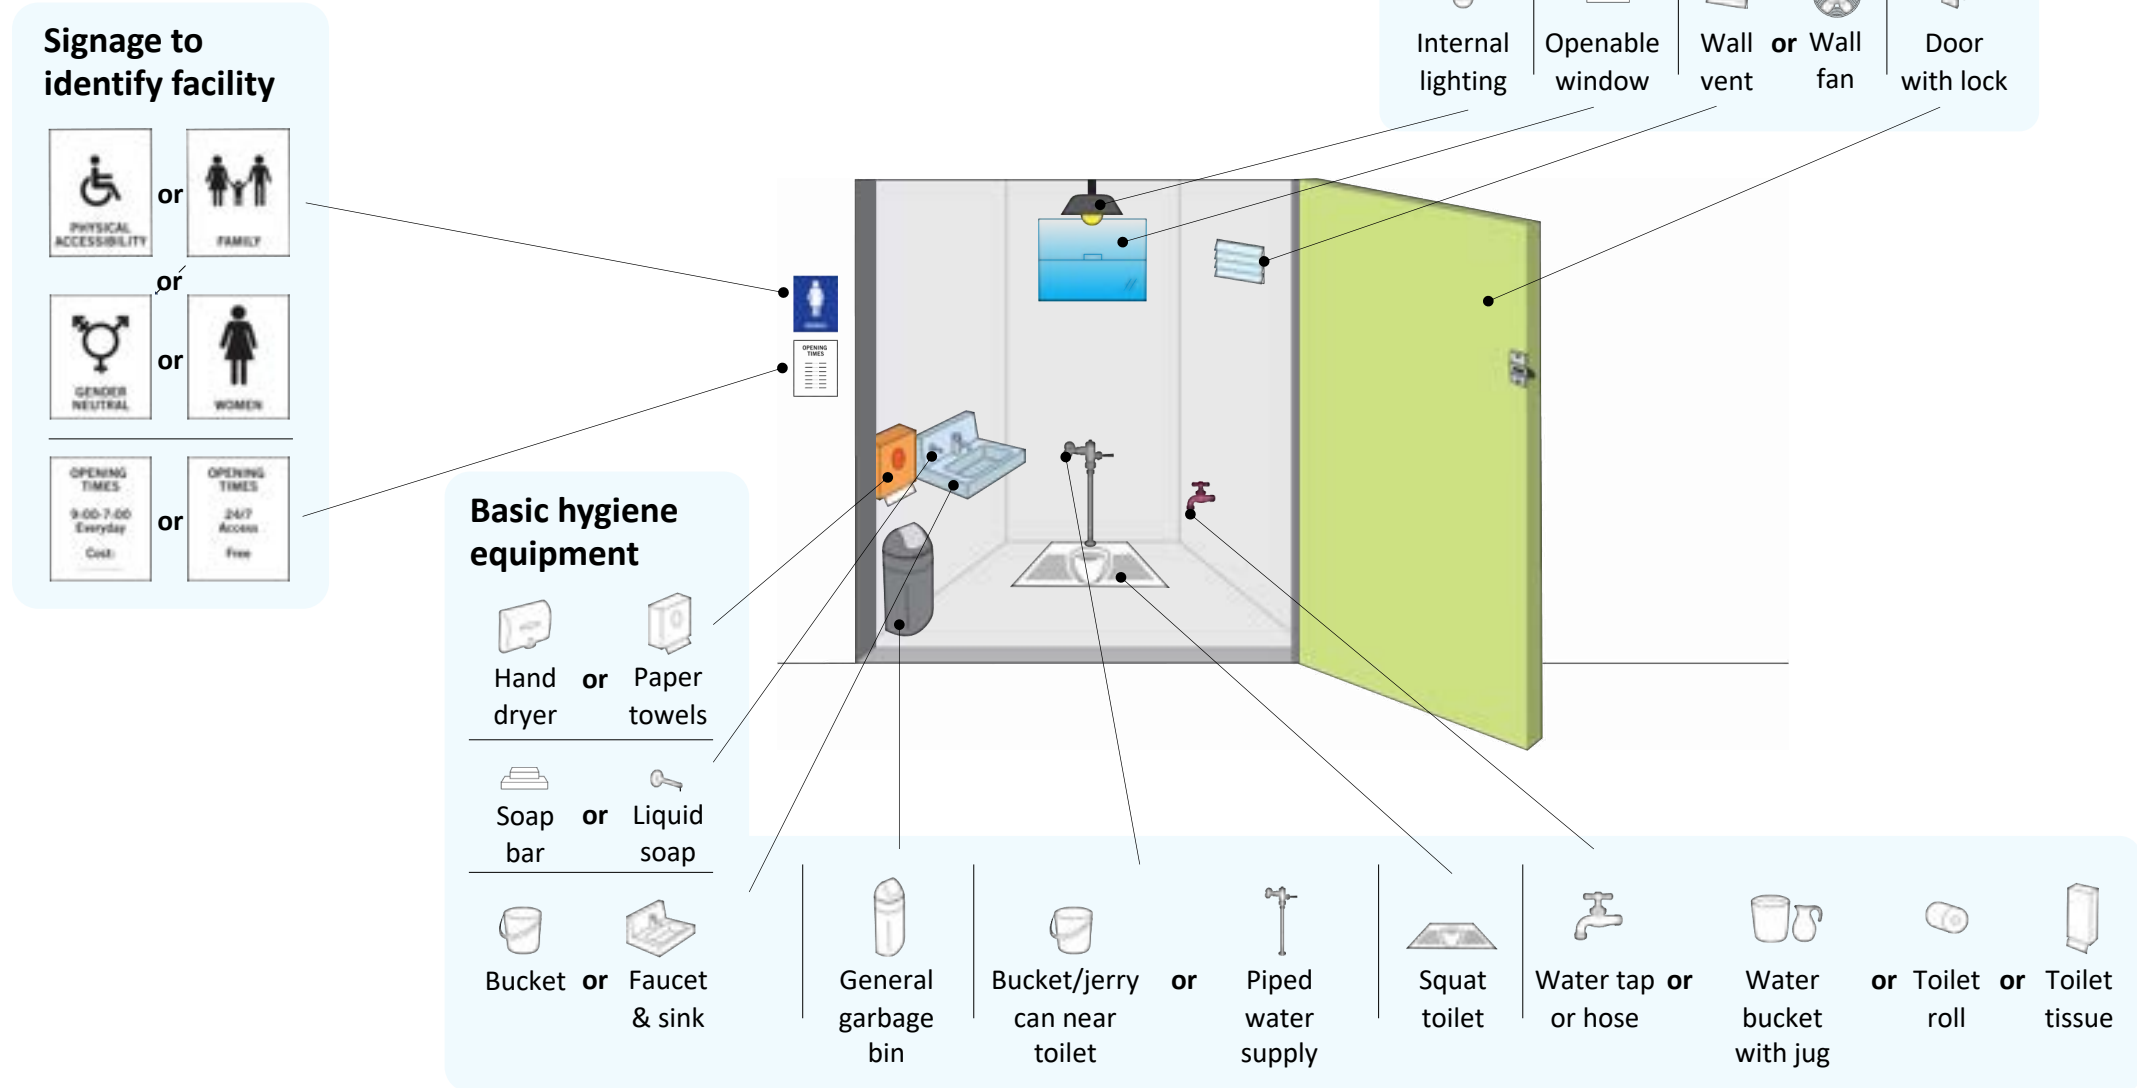 Signage to
identify facility
PHYSICAL
ACCESSIBILITY
or
FAMILY
or
GENDER
NEUTRAL
or
WOMEN
OPENING
TIMES
9:00-7:00
Everyday
Cost:
or
OPENING
TIMES
24/7
Access
Free
Internal
lighting
Openable
window
Wall
vent
or
Wall
fan
Door
with lock
OPENING
TIMES
Basic hygiene
equipment
Hand
dryer
or
Paper
towels
Soap
bar
or
Liquid
soap
Bucket
or
Faucet
& sink
General
garbage
bin
Bucket/jerry
can near
toilet
or
Piped
water
supply
Squat
toilet
Water tap
or hose
or
Water
bucket
with jug
or
Toilet
roll
or
Toilet
tissue